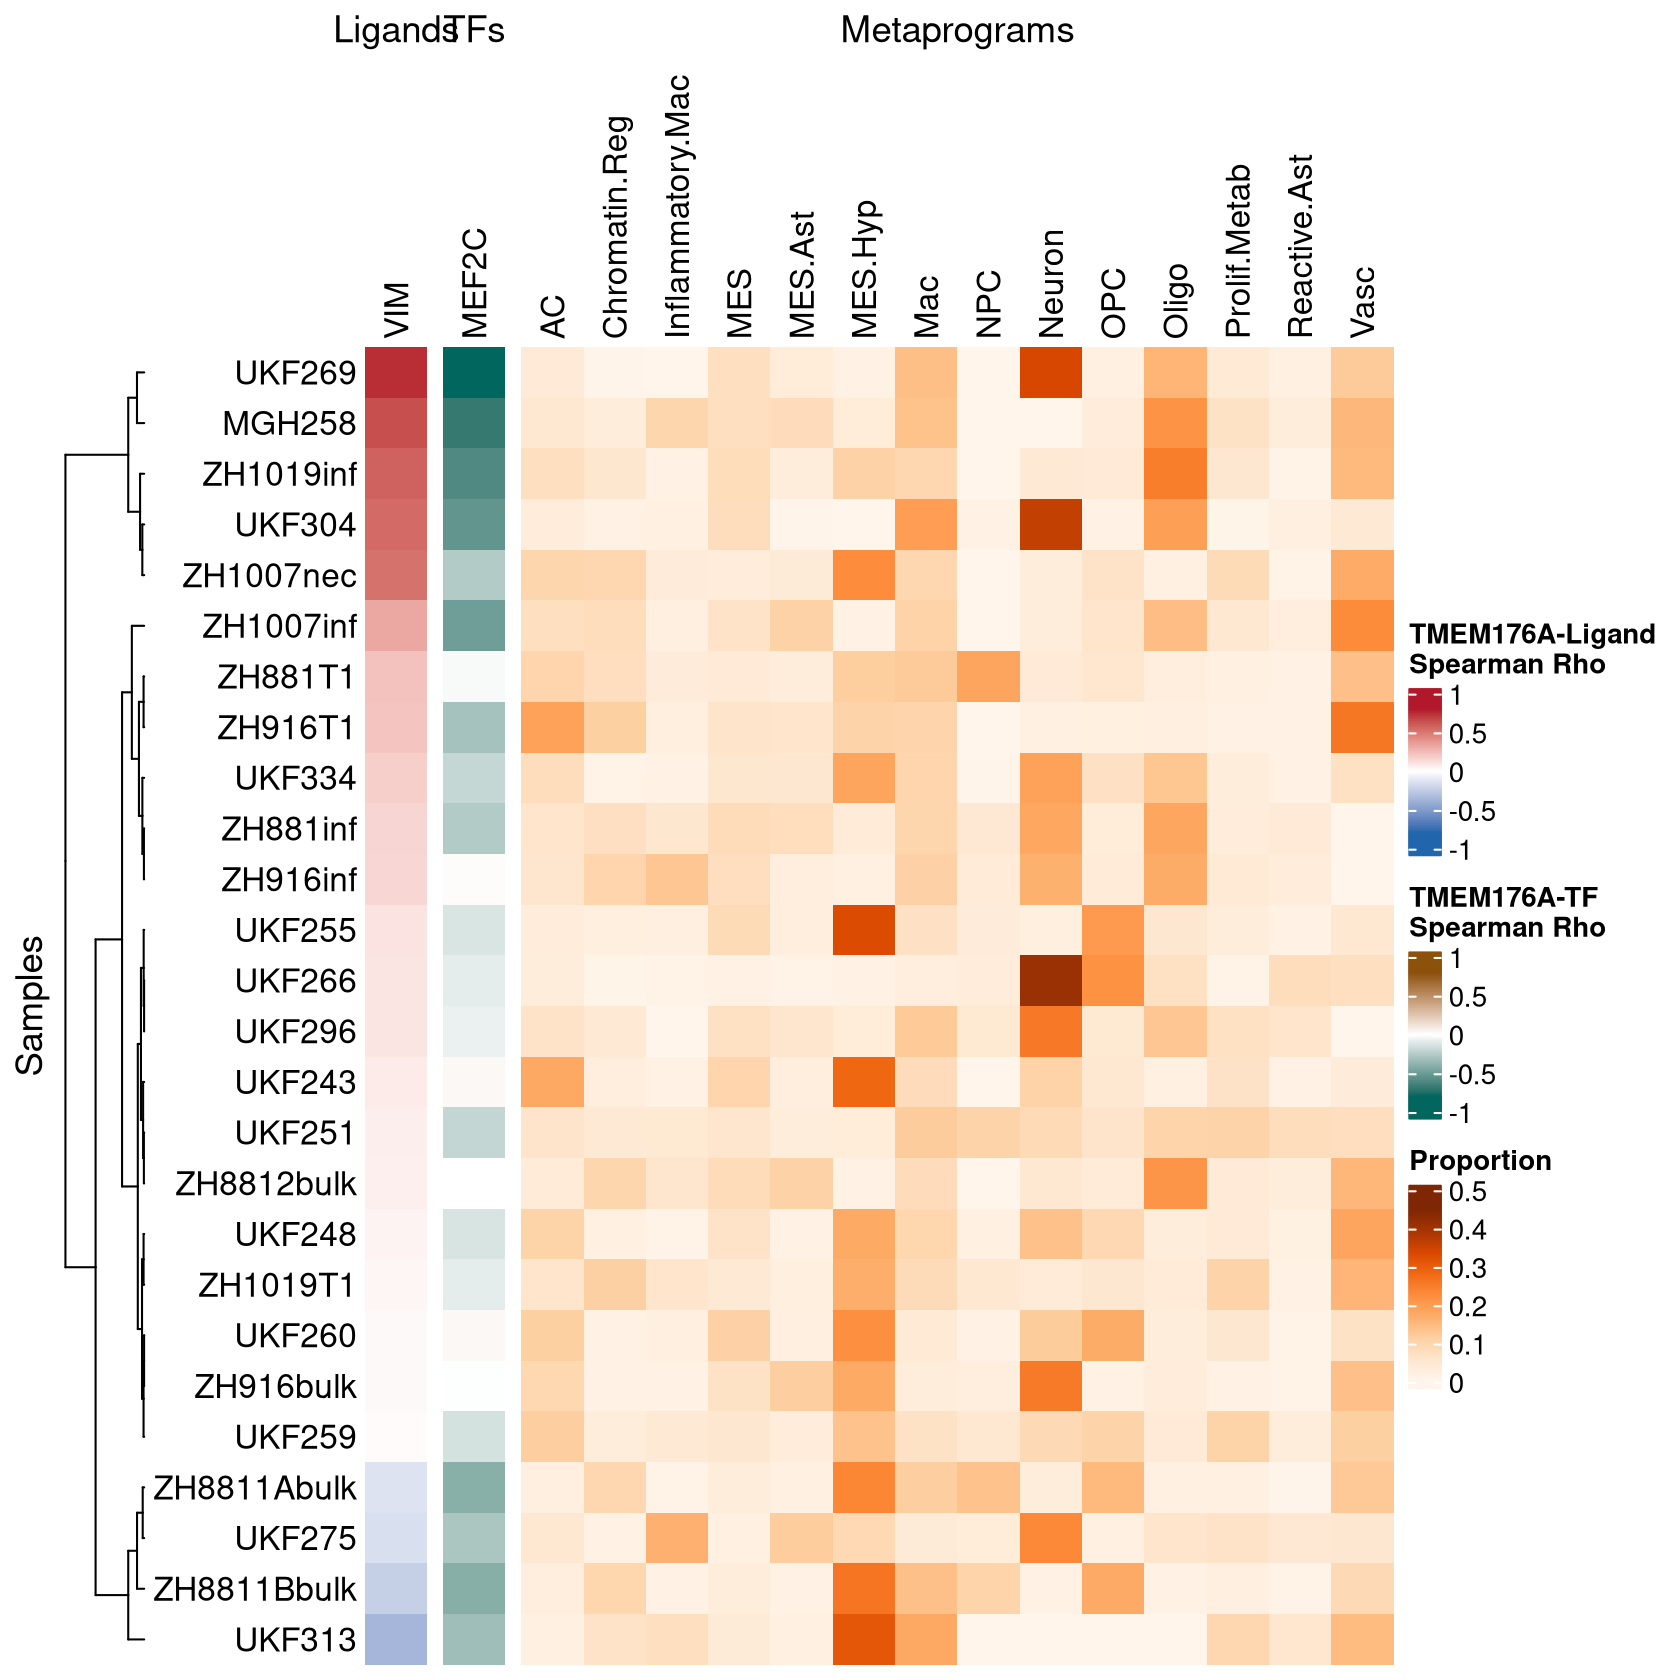 Ligands TFs Metaprograms
VIM
MEF2C
AC
Chromatin.Reg
Inflammatory.Mac
MES
MES.Ast
MES.Hyp
Mac
NPC
Neuron
OPC
Oligo
Prolif.Metab
Reactive.Ast
Vasc
Samples
UKF269
MGH258
ZH1019inf
UKF304
ZH1007nec
ZH1007inf
ZH881T1
ZH916T1
UKF334
ZH881inf
ZH916inf
UKF255
UKF266
UKF296
UKF243
UKF251
ZH8812bulk
UKF248
ZH1019T1
UKF260
ZH916bulk
UKF259
ZH8811Abulk
UKF275
ZH8811Bbulk
UKF313
TMEM176A-Ligand
Spearman Rho
1
0.5
0
-0.5
-1
TMEM176A-TF
Spearman Rho
1
0.5
0
-0.5
-1
Proportion
0.5
0.4
0.3
0.2
0.1
0